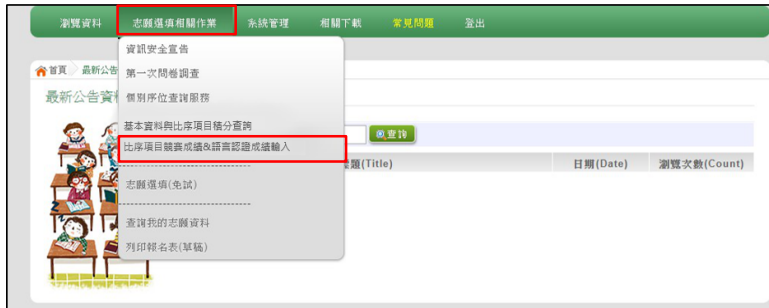 瀏覽資料 志願選填相關作業 系統管理 相關下載 常見問題 登出
資訊安全宣告
首頁 最新公告
第一次問卷調查
最新公告資料
個別序位查詢服務
基本資料與比序項目積分查詢
查詢
比序項目競賽成績&語言認證成績輸入
題(Title) 日期(Date) 瀏覽次數(Count)
志願選填(免試)
查詢我的志願資料
列印報名表(草稿)